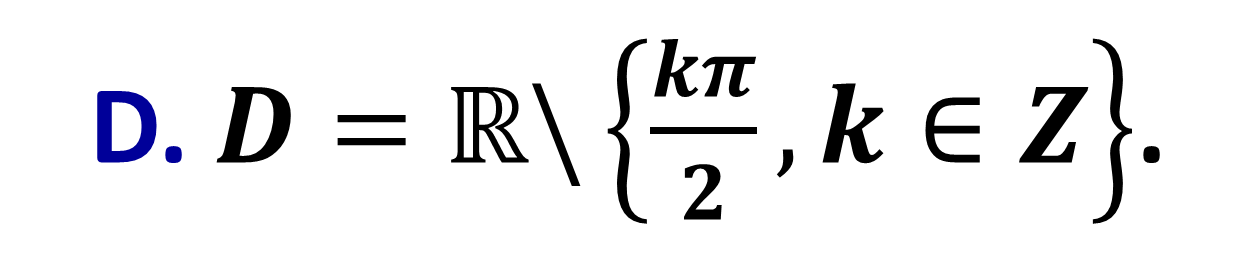 D. D = ℝ\{kπ/2, k ∈ Z}.